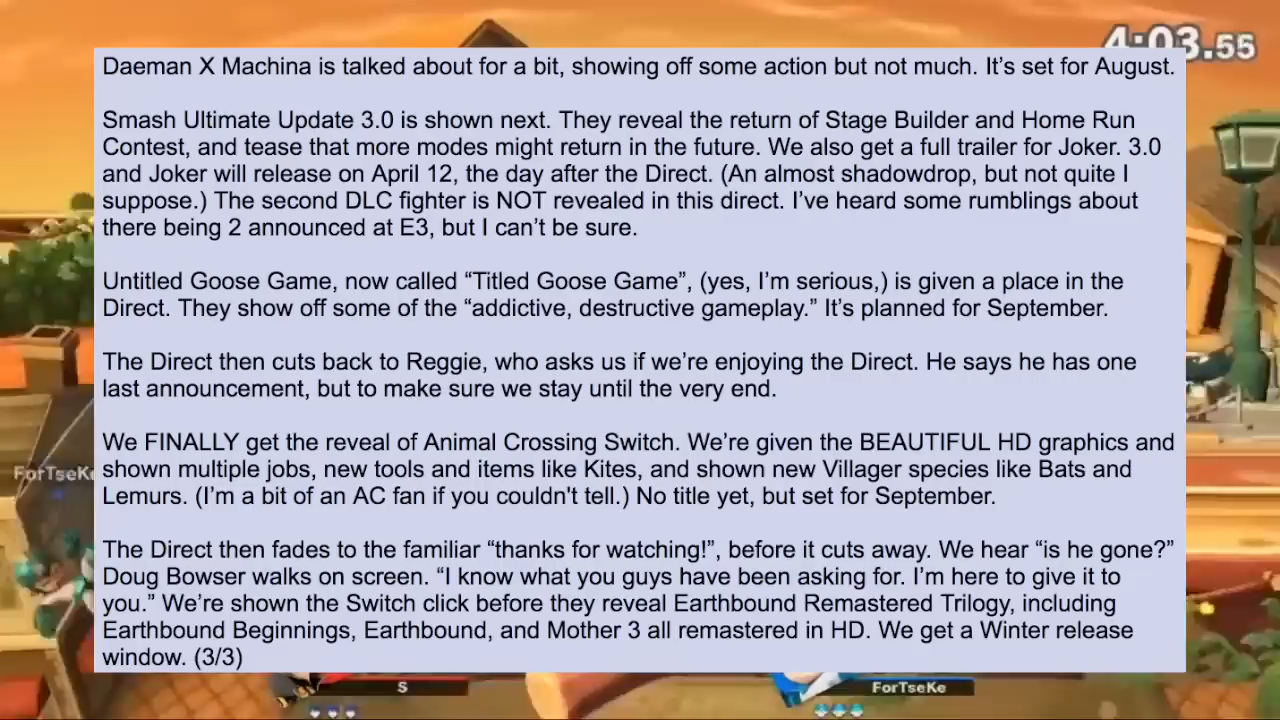 4:03.55
Daeman X Machina is talked about for a bit, showing off some action but not much. It’s set for August.
Smash Ultimate Update 3.0 is shown next. They reveal the return of Stage Builder and Home Run
Contest, and tease that more modes might return in the future. We also get a full trailer for Joker. 3.0
and Joker will release on April 12, the day after the Direct. (An almost shadowdrop, but not quite I
suppose.) The second DLC fighter is NOT revealed in this direct. I’ve heard some rumblings about
there being 2 announced at E3, but I can’t be sure.
Untitled Goose Game, now called “Titled Goose Game”, (yes, I’m serious,) is given a place in the
Direct. They show off some of the “addictive, destructive gameplay.” It’s planned for September.
The Direct then cuts back to Reggie, who asks us if we’re enjoying the Direct. He says he has one
last announcement, but to make sure we stay until the very end.
We FINALLY get the reveal of Animal Crossing Switch. We’re given the BEAUTIFUL HD graphics and
shown multiple jobs, new tools and items like Kites, and shown new Villager species like Bats and
Lemurs. (I’m a bit of an AC fan if you couldn't tell.) No title yet, but set for September.
The Direct then fades to the familiar “thanks for watching!”, before it cuts away. We hear “is he gone?”
Doug Bowser walks on screen. “I know what you guys have been asking for. I’m here to give it to
you.” We’re shown the Switch click before they reveal Earthbound Remastered Trilogy, including
Earthbound Beginnings, Earthbound, and Mother 3 all remastered in HD. We get a Winter release
window. (3/3)
ForTseKe
S
ForTseKe